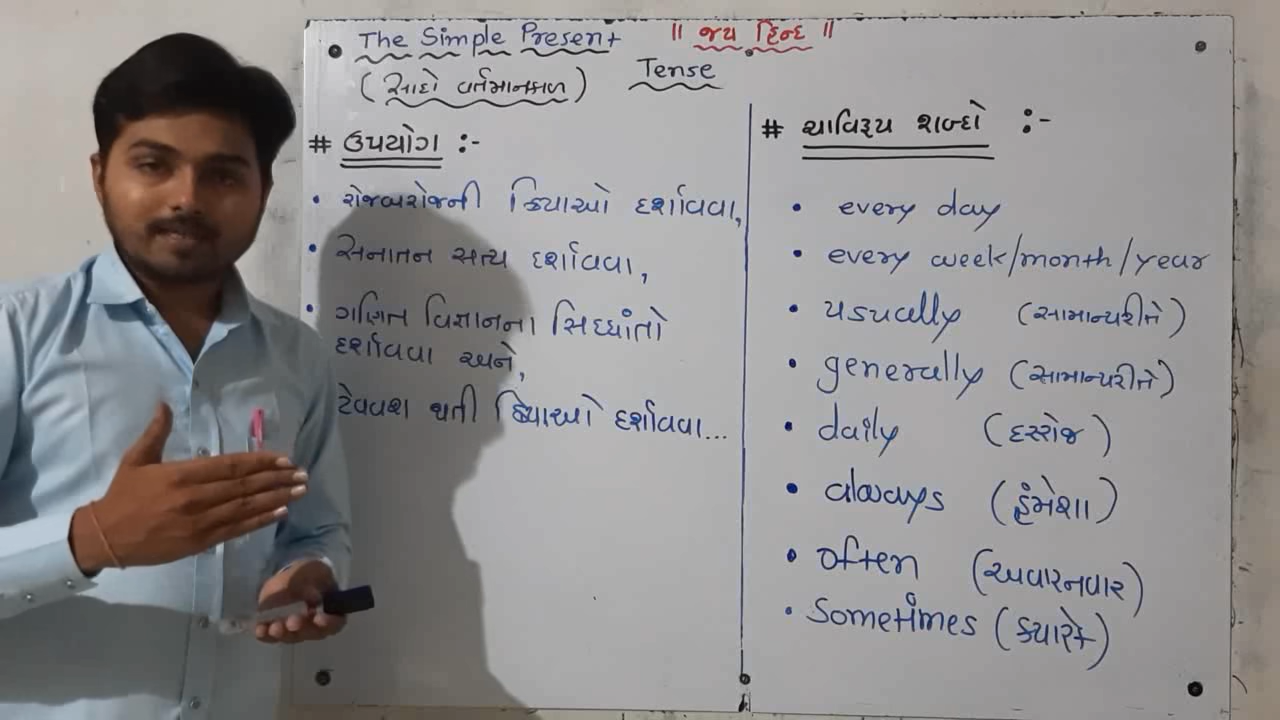 The Simple Present || જય હિન્દ ||
(સાદો વર્તમાનકાળ) Tense
# ઉપયોગ :-
• રોજબરોજની ક્રિયાઓ દર્શાવવા,
• સનાતન સત્ય દર્શાવવા,
• ગણિત વિજ્ઞાનના સિધ્ધાંતો
દર્શાવવા અને,
ટેવવશ થતી ક્રિયાઓ દર્શાવવા...
# ચાવિરૂપ શબ્દો :-
• every day
• every week/month/year
• usually (સામાન્યરીતે)
• generally (સામાન્યરીતે)
• daily (દરરોજ)
• always (હંમેશા)
• often (અવારનવાર)
• Sometimes (ક્યારેક)